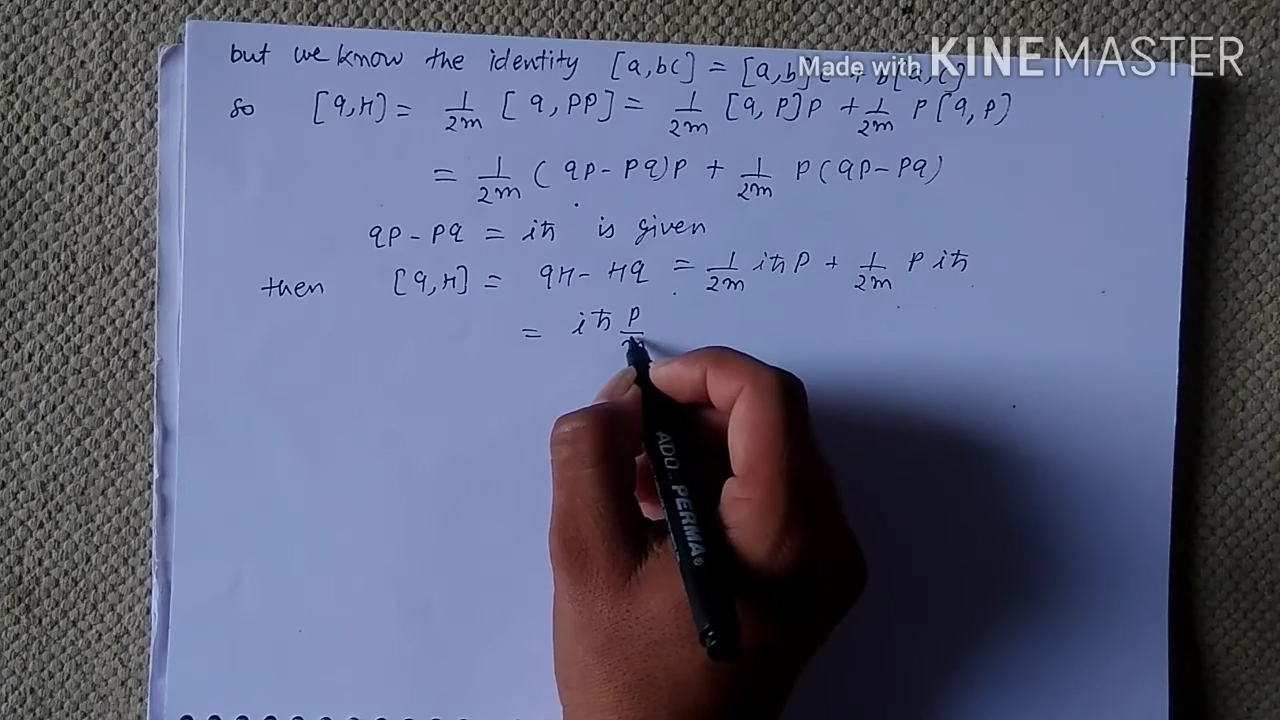 but we know the identity [a,bc] = [a,b]c + b[a,c]
Made with KINEMASTER
so [q,H] = 1/2m [q,PP] = 1/2m [q,P]P + 1/2m P[q,P]
= 1/2m (qP-Pq)P + 1/2m P(qP-Pq)
qP-Pq = iħ is given
then [q,H] = qH-Hq = 1/2m iħP + 1/2m P iħ
= iħ P/
ADD.. PERMA®